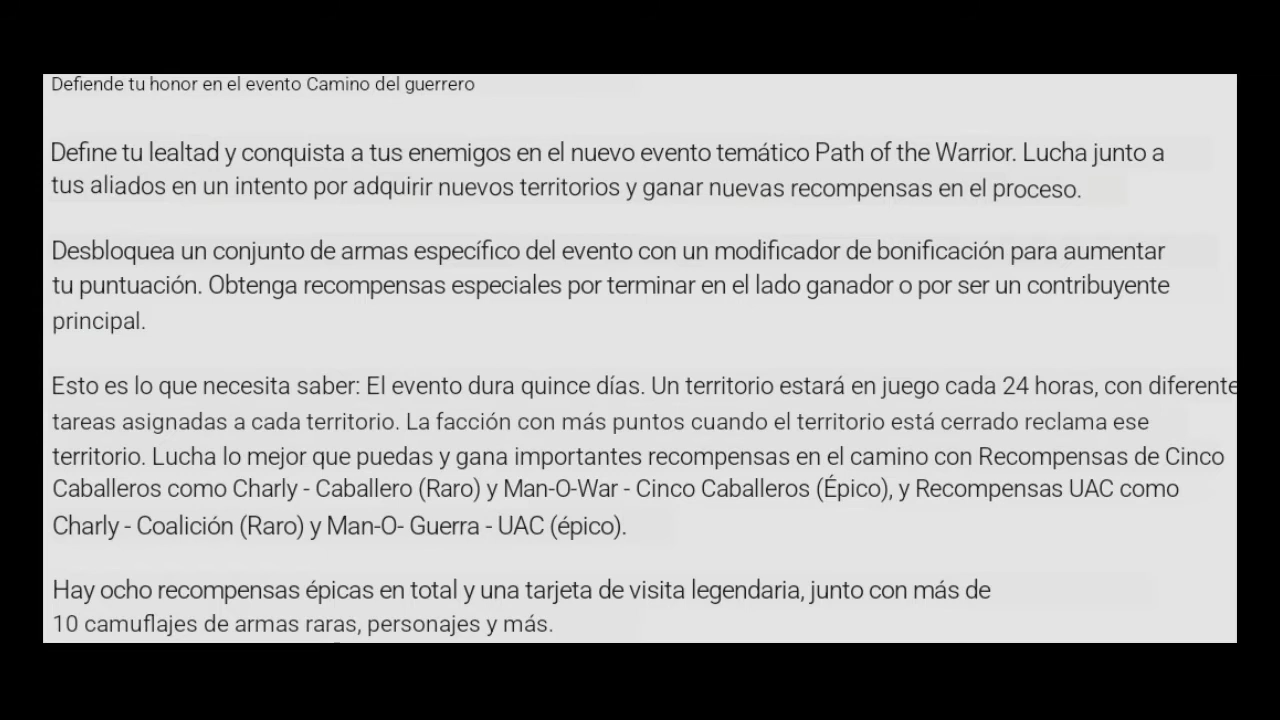 Defiende tu honor en el evento Camino del guerrero
Define tu lealtad y conquista a tus enemigos en el nuevo evento temático Path of the Warrior. Lucha junto a
tus aliados en un intento por adquirir nuevos territorios y ganar nuevas recompensas en el proceso.
Desbloquea un conjunto de armas específico del evento con un modificador de bonificación para aumentar
tu puntuación. Obtenga recompensas especiales por terminar en el lado ganador o por ser un contribuyente
principal.
Esto es lo que necesita saber: El evento dura quince días. Un territorio estará en juego cada 24 horas, con diferente
tareas asignadas a cada territorio. La facción con más puntos cuando el territorio está cerrado reclama ese
territorio. Lucha lo mejor que puedas y gana importantes recompensas en el camino con Recompensas de Cinco
Caballeros como Charly - Caballero (Raro) y Man-O-War - Cinco Caballeros (Épico), y Recompensas UAC como
Charly - Coalición (Raro) y Man-O- Guerra - UAC (épico).
Hay ocho recompensas épicas en total y una tarjeta de visita legendaria, junto con más de
10 camuflajes de armas raras, personajes y más.